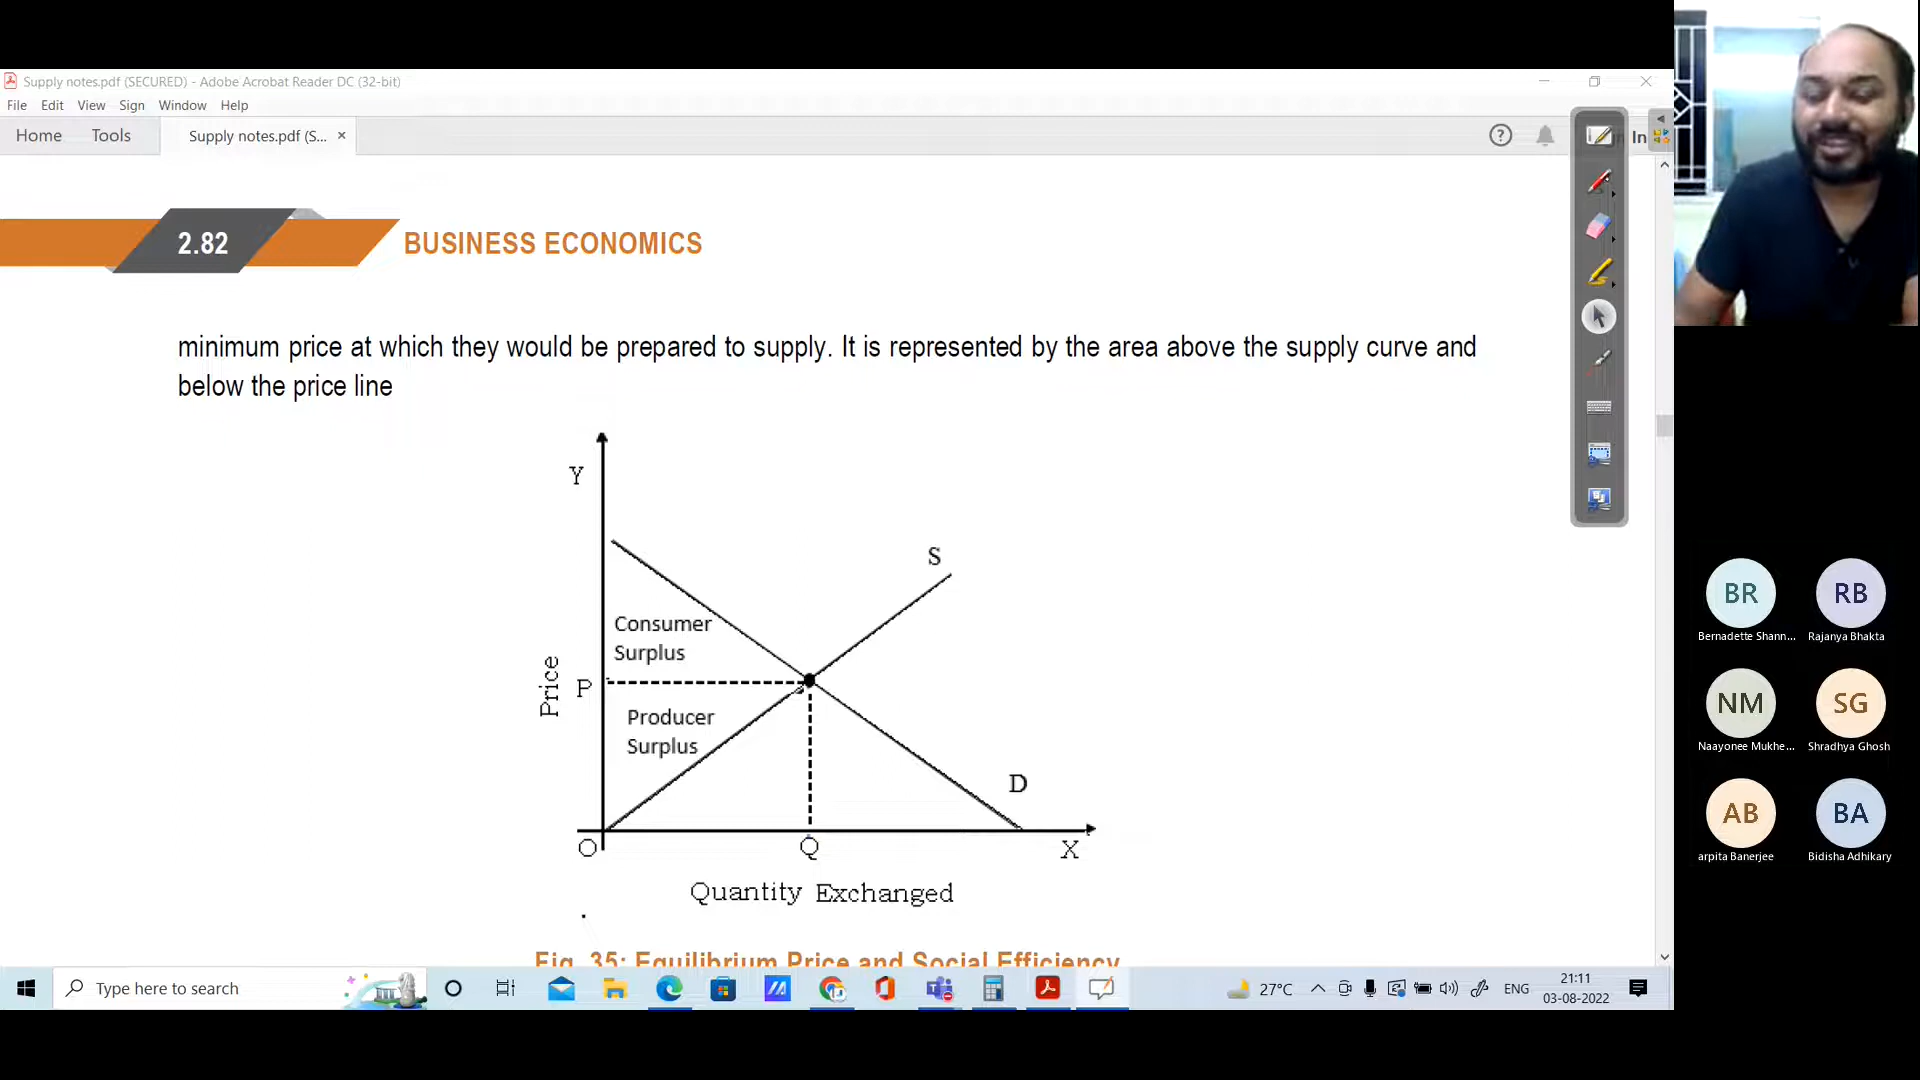 Supply notes.pdf (SECURED) - Adobe Acrobat Reader DC (32-bit)
File Edit View Sign Window Help
Home Tools Supply notes.pdf (S... ×
In
2.82 BUSINESS ECONOMICS
minimum price at which they would be prepared to supply. It is represented by the area above the supply curve and
below the price line
Y
S
Consumer
Surplus
Price
P
Producer
Surplus
D
O
Q
X
Quantity Exchanged
Fig. 35: Equilibrium Price and Social Efficiency
BR
RB
Bernadette Shann...
Rajanya Bhakta
NM
SG
Naayonee Mukhe...
Shradhya Ghosh
AB
BA
arpita Banerjee
Bidisha Adhikary
Type here to search
27°C
ENG
21:11
03-08-2022